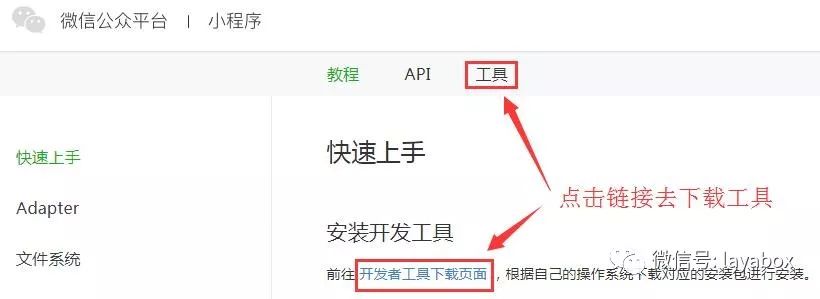 微信公众平台 | 小程序
教程 API 工具
快速上手
Adapter
文件系统
快速上手
点击链接去下载工具
安装开发工具
前往 开发者工具下载页面 ，根据自己的操作系统下载对应的安装包进行安装。
微信号: layabox